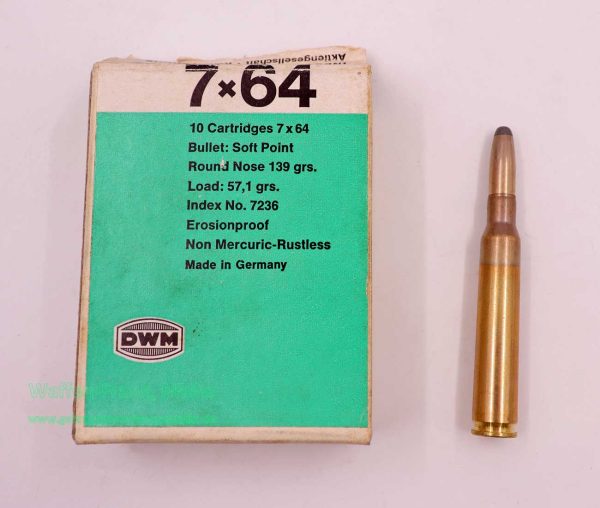 Aktiengesellschaft
7×64
10 Cartridges 7 x 64
Bullet: Soft Point
Round Nose 139 grs.
Load: 57,1 grs.
Index No. 7236
Erosionproof
Non Mercuric-Rustless
Made in Germany
DWM